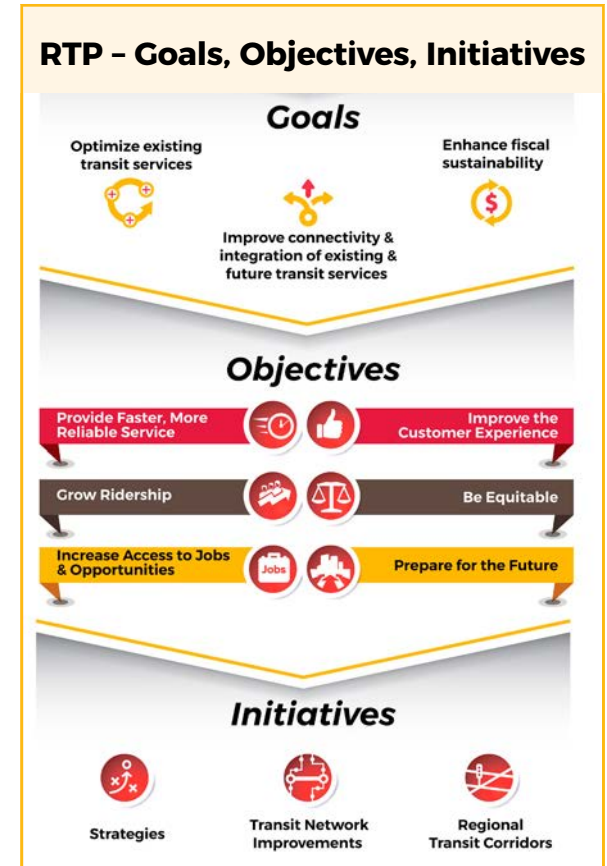 RTP – Goals, Objectives, Initiatives
Goals
Optimize existing
transit services
Improve connectivity &
integration of existing &
future transit services
Enhance fiscal
sustainability
$
Objectives
Provide Faster, More
Reliable Service
Improve the
Customer Experience
Grow Ridership
Be Equitable
Increase Access to Jobs
& Opportunities
Jobs
Prepare for the Future
Initiatives
Strategies
Transit Network
Improvements
Regional
Transit Corridors